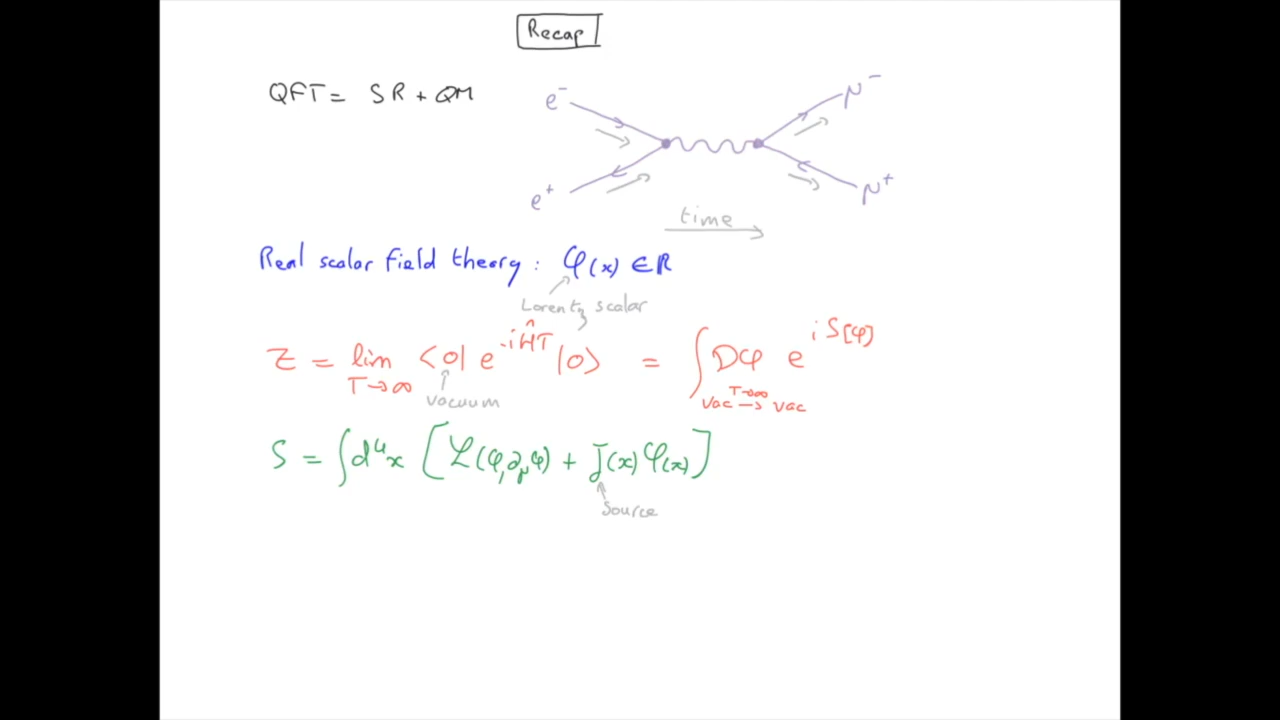 Recap
QFT = SR + QM
e⁻ μ⁻
e⁺ μ⁺
time
Real scalar field theory : φ(x) ∈ ℝ
Lorentz scalar
Z = lim T→∞ <0| e^{-iĤT} |0> = ∫ Dφ e^{iS[φ]}
vacuum vac T→∞ → vac
S = ∫d⁴x [ℒ(φ,∂μφ) + J(x)φ(x)]
Source